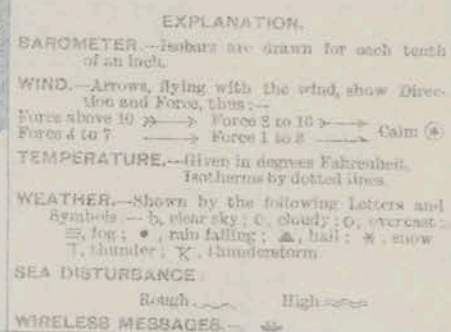 EXPLANATION.
BAROMETER.—Isobars are drawn for each tenth
of an inch.
WIND.—Arrows, flying with the wind, show Direc-
tion and Force, thus:—
Force above 10 Force 8 to 10
Force 4 to 7 Force 1 to 3 Calm
TEMPERATURE.—Given in degrees Fahrenheit.
Isotherms by dotted lines.
WEATHER.—Shown by the following Letters and
Symbols:— b, clear sky; c, cloudy; o, overcast;
≡, fog; ●, rain falling; ▲, hail; ✳, snow
T, thunder; thunderstorm
SEA DISTURBANCE
Rough High
WIRELESS MESSAGES.—